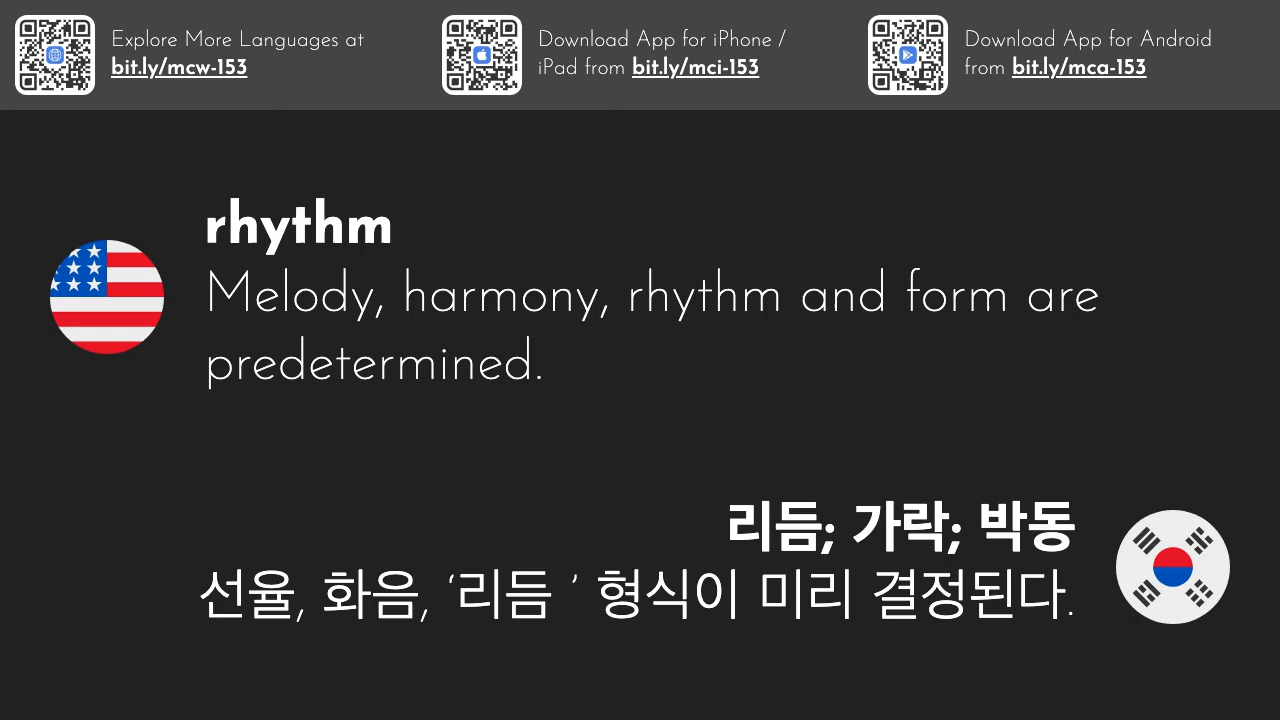 Explore More Languages at
bit.ly/mcw-153
Download App for iPhone /
iPad from bit.ly/mci-153
Download App for Android
from bit.ly/mca-153
rhythm
Melody, harmony, rhythm and form are
predetermined.
리듬; 가락; 박동
선율, 화음, ‘리듬 ’ 형식이 미리 결정된다.